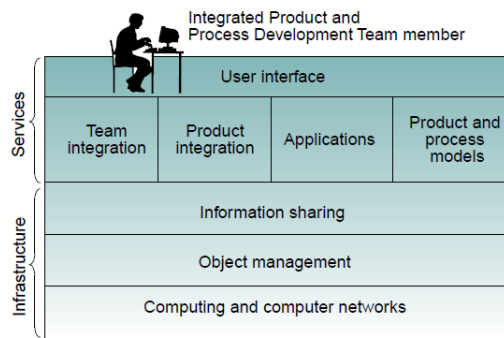 Integrated Product and
Process Development Team member
User interface
Services
Team
integration
Product
integration
Applications
Product and
process
models
Infrastructure
Information sharing
Object management
Computing and computer networks